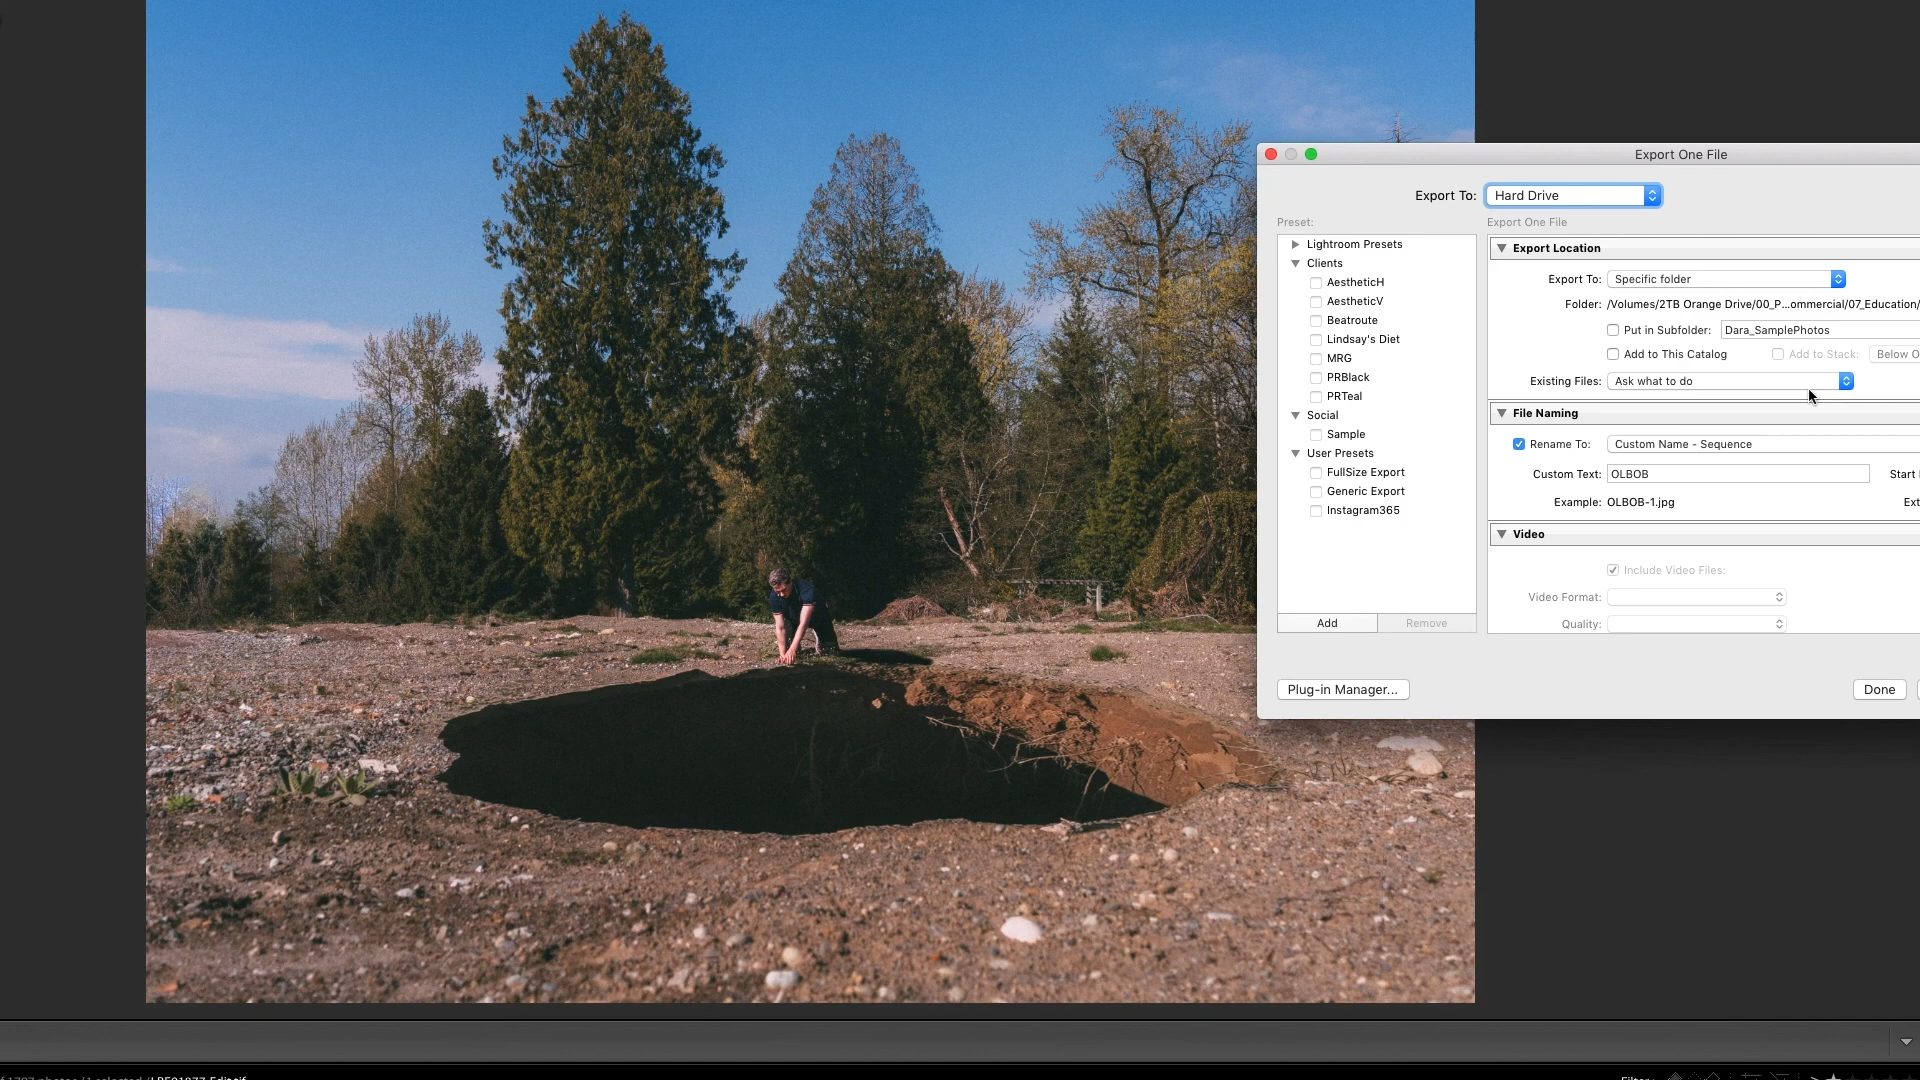 Export One File
Export To: Hard Drive
Preset:
Export One File
Lightroom Presets
Clients
AestheticH
AestheticV
Beatroute
Lindsay's Diet
MRG
PRBlack
PRTeal
Social
Sample
User Presets
FullSize Export
Generic Export
Instagram365
Add Remove
Export Location
Export To: Specific folder
Folder: /Volumes/2TB Orange Drive/00_P...ommercial/07_Education/
Put in Subfolder: Dara_SamplePhotos
Add to This Catalog Add to Stack: Below O
Existing Files: Ask what to do
File Naming
Rename To: Custom Name - Sequence
Custom Text: OLBOB Start
Example: OLBOB-1.jpg Ext
Video
Include Video Files:
Video Format:
Quality:
Plug-in Manager... Done